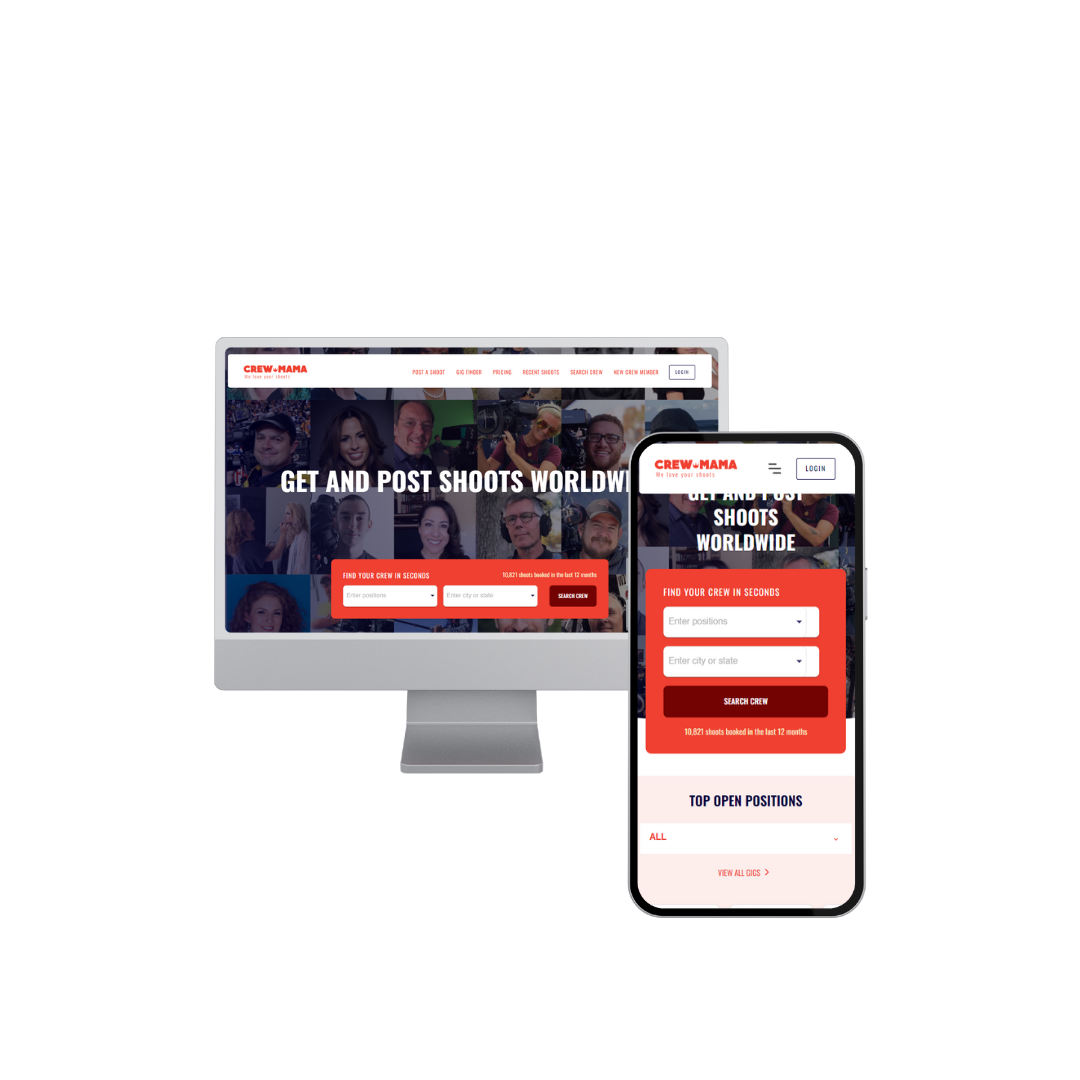 CREW MAMA
We love your shoots
POST A SHOOT GIG FINDER PRICING RECENT SHOOTS SEARCH CREW NEW CREW MEMBER LOGIN
GET AND POST SHOOTS WORLDWI
FIND YOUR CREW IN SECONDS 10,821 shoots booked in the last 12 months
Enter positions Enter city or state SEARCH CREW
CREW MAMA
We love your shoots
LOGIN
GET AND POST
SHOOTS
WORLDWIDE
FIND YOUR CREW IN SECONDS
Enter positions
Enter city or state
SEARCH CREW
10,821 shoots booked in the last 12 months
TOP OPEN POSITIONS
ALL
VIEW ALL GIGS